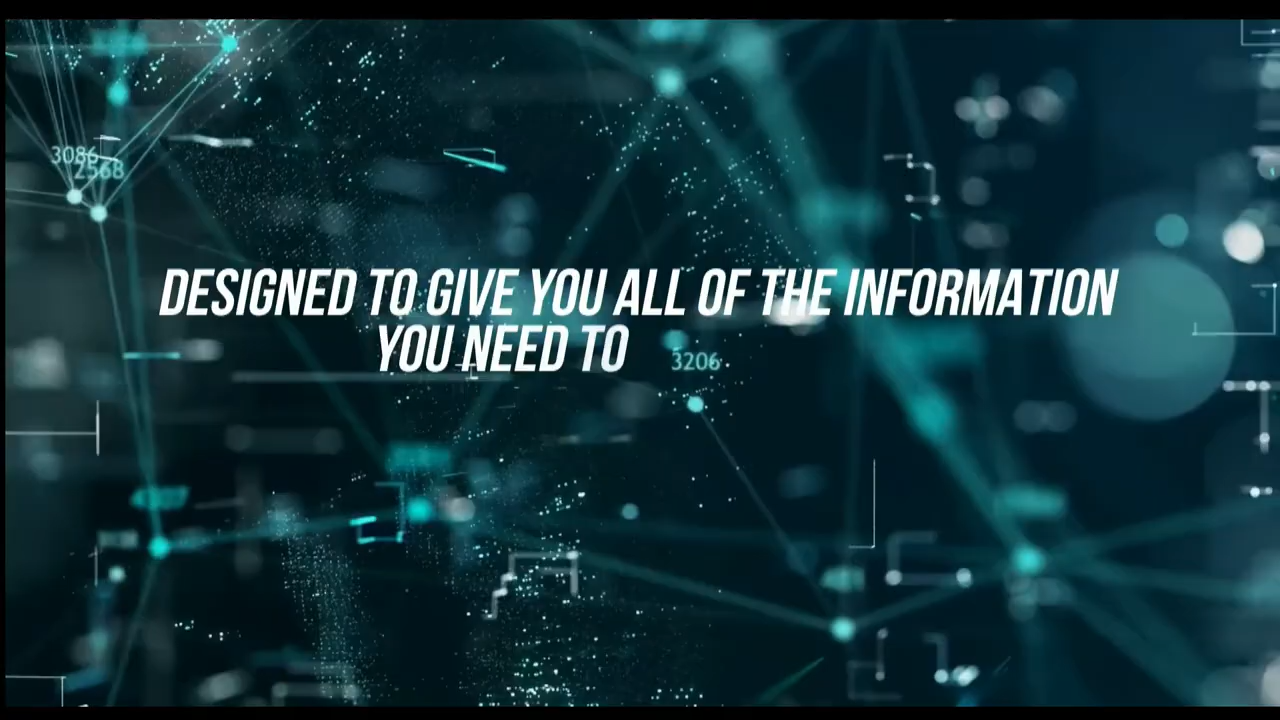 3086
2568
DESIGNED TO GIVE YOU ALL OF THE INFORMATION
YOU NEED TO
3206